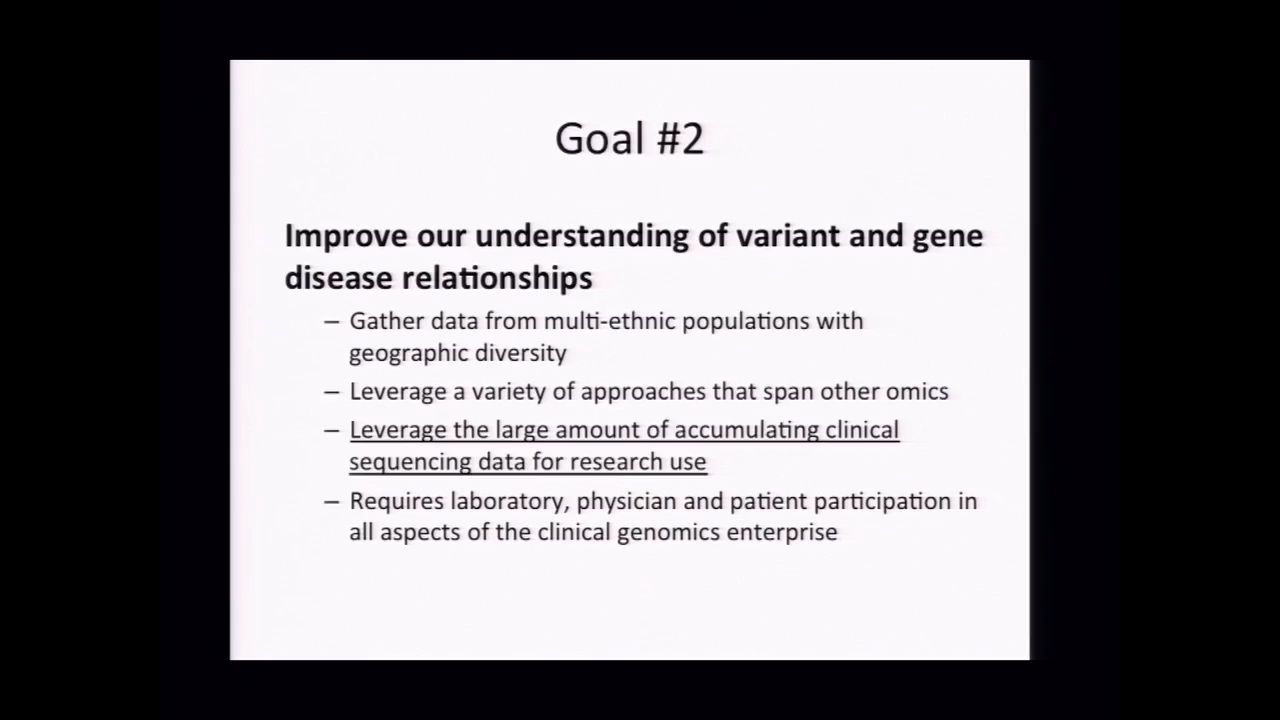 Goal #2
Improve our understanding of variant and gene
disease relationships
– Gather data from multi-ethnic populations with
geographic diversity
– Leverage a variety of approaches that span other omics
– Leverage the large amount of accumulating clinical
sequencing data for research use
– Requires laboratory, physician and patient participation in
all aspects of the clinical genomics enterprise